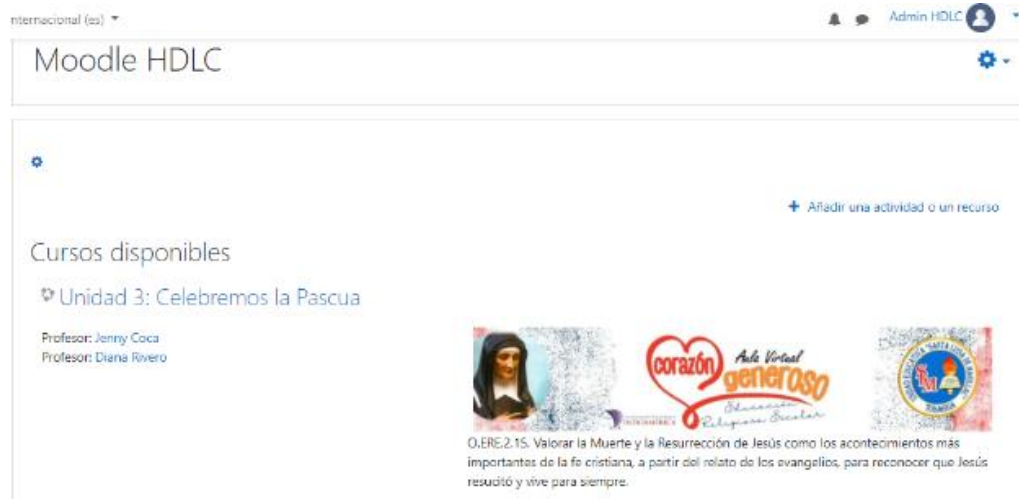 nternacional (es)
Admin HDLC
Moodle HDLC
Añadir una actividad o un recurso
Cursos disponibles
Unidad 3: Celebremos la Pascua
Profesor: Jenny Coca
Profesor: Diana Rivero
corazón
generoso
Aula Virtual
Educación
Religiosa Escolar
O.ERE.2.15. Valorar la Muerte y la Resurrección de Jesús como los acontecimientos más
importantes de la fe cristiana, a partir del relato de los evangelios, para reconocer que Jesús
resucitó y vive para siempre.